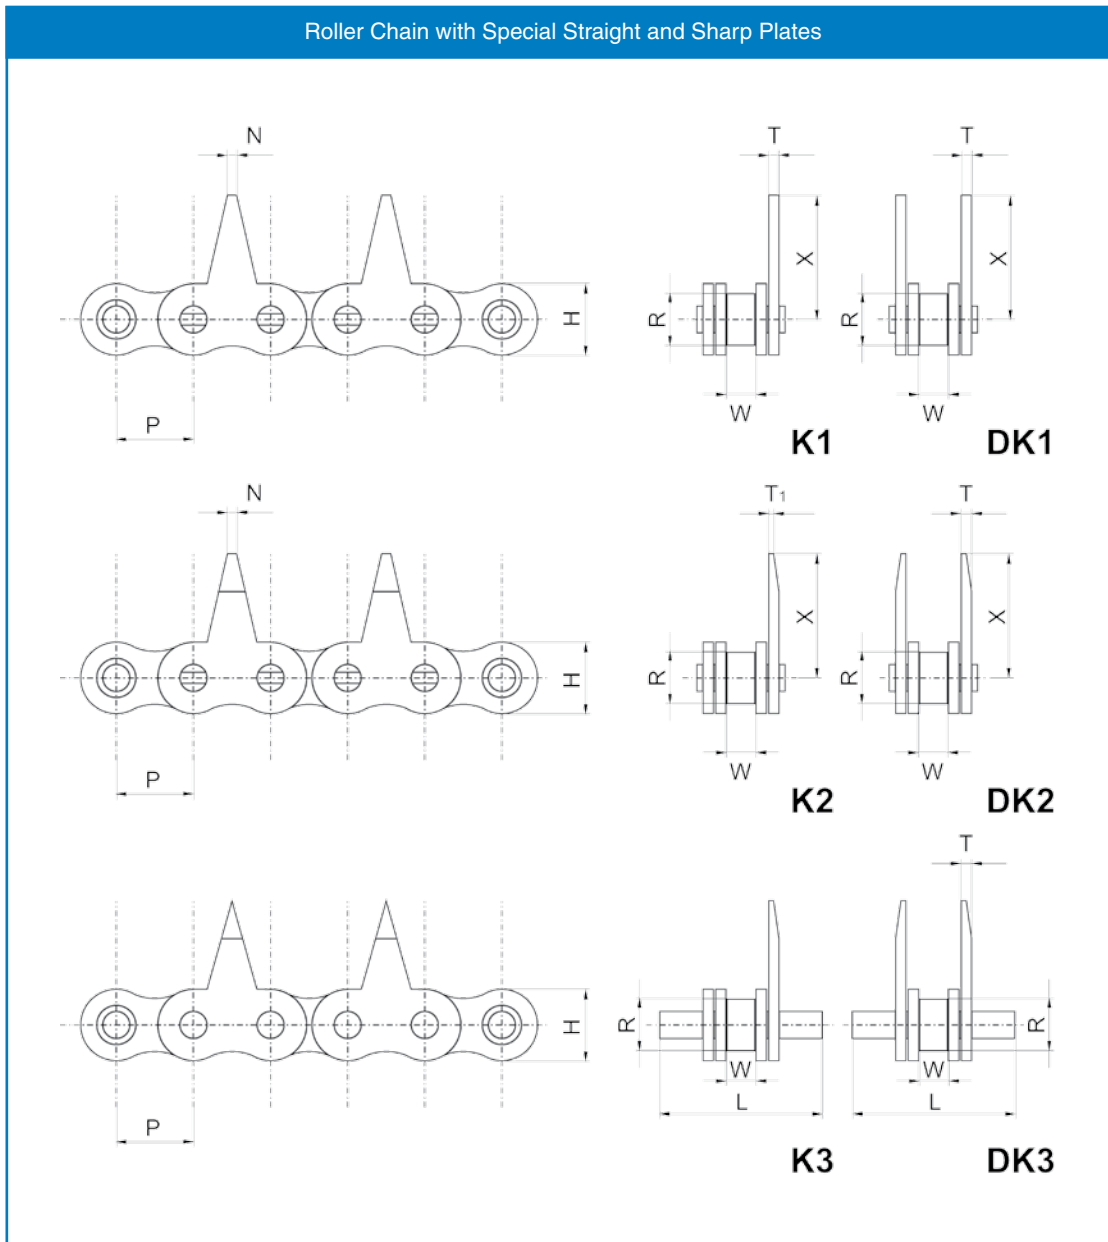 Roller Chain with Special Straight and Sharp Plates
N T T
X X
R R H
P W W
K1 DK1
N T1 T
X X
R R H
P W W
K2 DK2
T
R R H
W W
P L L
K3 DK3